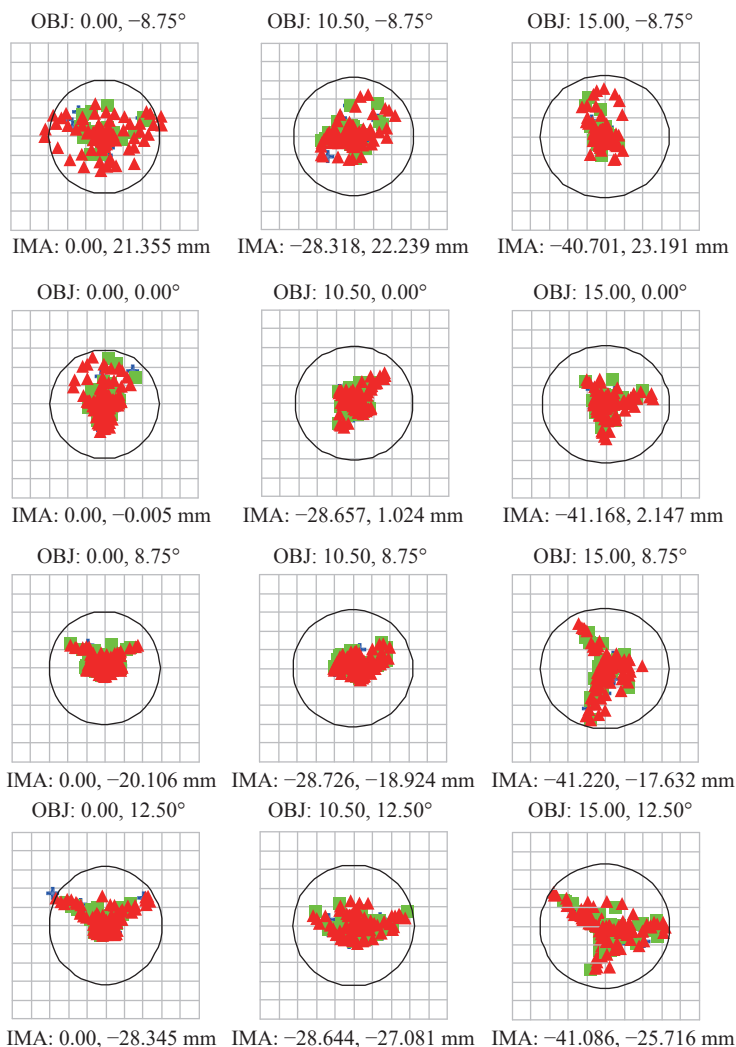 OBJ: 0.00, −8.75° OBJ: 10.50, −8.75° OBJ: 15.00, −8.75°
IMA: 0.00, 21.355 mm IMA: −28.318, 22.239 mm IMA: −40.701, 23.191 mm
OBJ: 0.00, 0.00° OBJ: 10.50, 0.00° OBJ: 15.00, 0.00°
IMA: 0.00, −0.005 mm IMA: −28.657, 1.024 mm IMA: −41.168, 2.147 mm
OBJ: 0.00, 8.75° OBJ: 10.50, 8.75° OBJ: 15.00, 8.75°
IMA: 0.00, −20.106 mm IMA: −28.726, −18.924 mm IMA: −41.220, −17.632 mm
OBJ: 0.00, 12.50° OBJ: 10.50, 12.50° OBJ: 15.00, 12.50°
IMA: 0.00, −28.345 mm IMA: −28.644, −27.081 mm IMA: −41.086, −25.716 mm